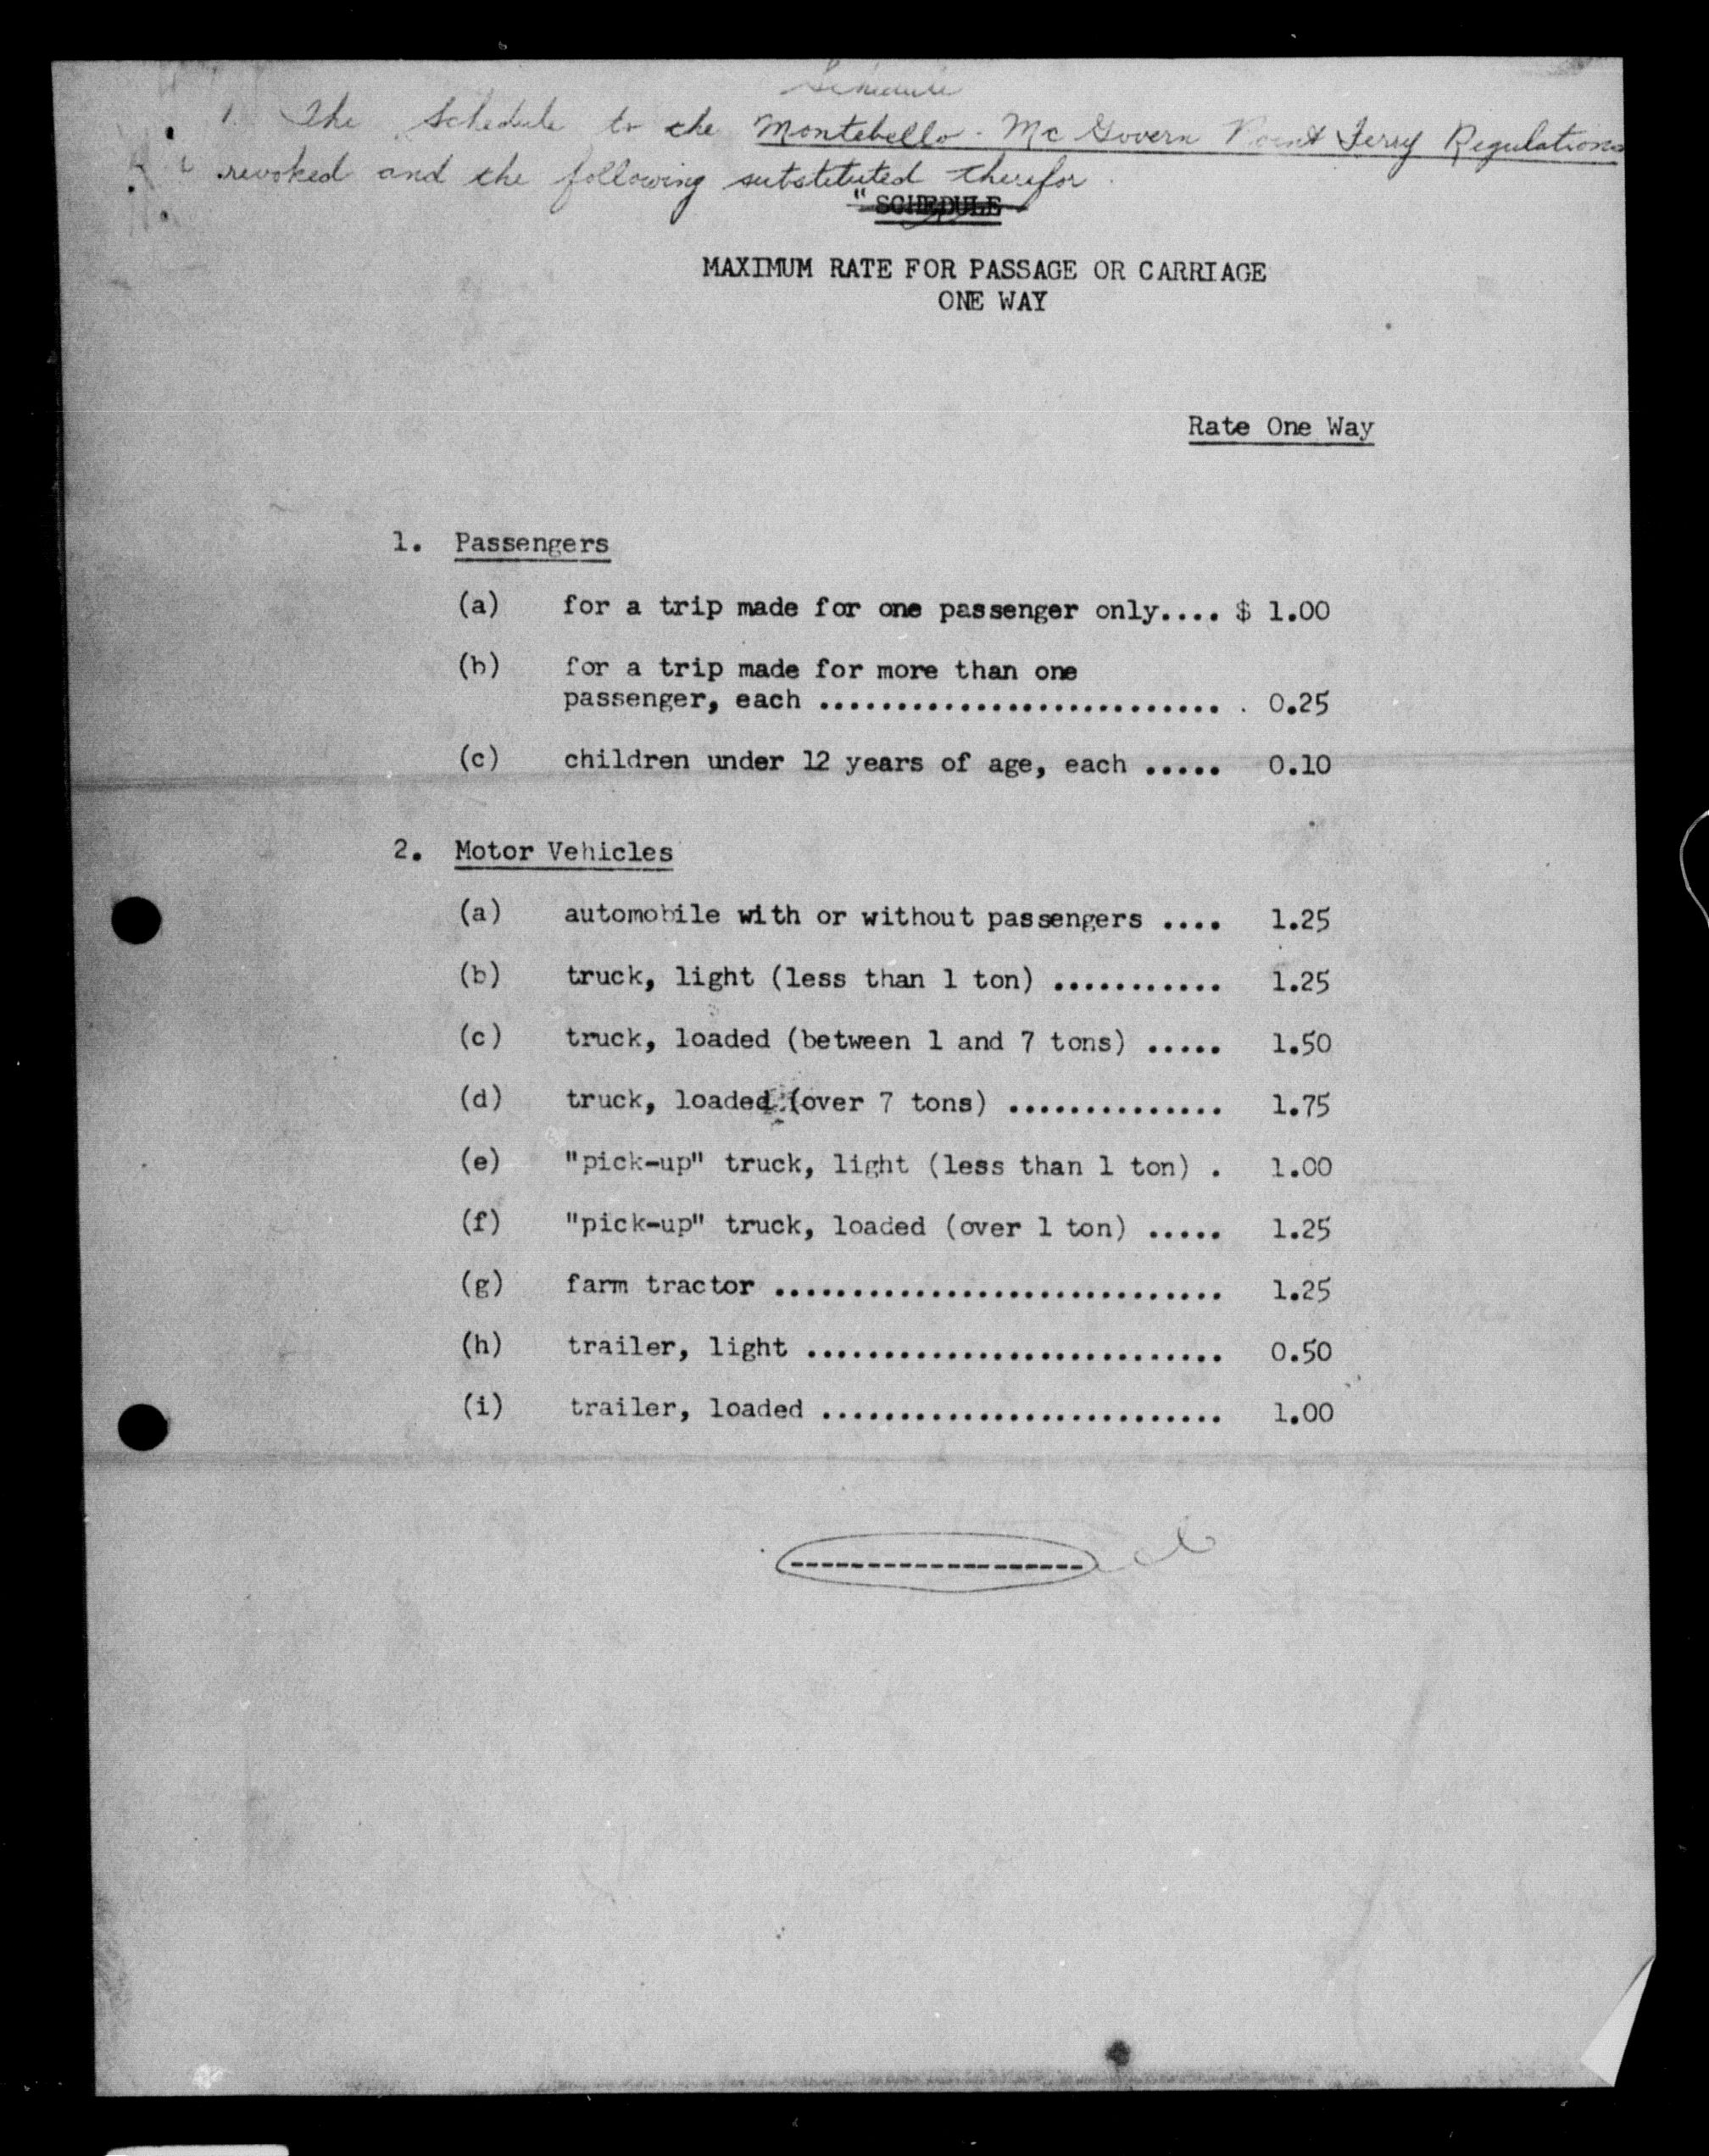 Schedule
1. The Schedule to the Montebello - McGovern Point Ferry Regulations
is revoked and the following substituted therefor
" SCHEDULE
MAXIMUM RATE FOR PASSAGE OR CARRIAGE
ONE WAY
Rate One Way
1. Passengers
(a) for a trip made for one passenger only.... $ 1.00
(b) for a trip made for more than one
passenger, each .......................... . 0.25
(c) children under 12 years of age, each ..... 0.10
2. Motor Vehicles
(a) automobile with or without passengers .... 1.25
(b) truck, light (less than 1 ton) ........... 1.25
(c) truck, loaded (between 1 and 7 tons) ..... 1.50
(d) truck, loaded (over 7 tons) .............. 1.75
(e) "pick-up" truck, light (less than 1 ton) . 1.00
(f) "pick-up" truck, loaded (over 1 ton) ..... 1.25
(g) farm tractor ............................. 1.25
(h) trailer, light ........................... 0.50
(i) trailer, loaded .......................... 1.00
-------------------